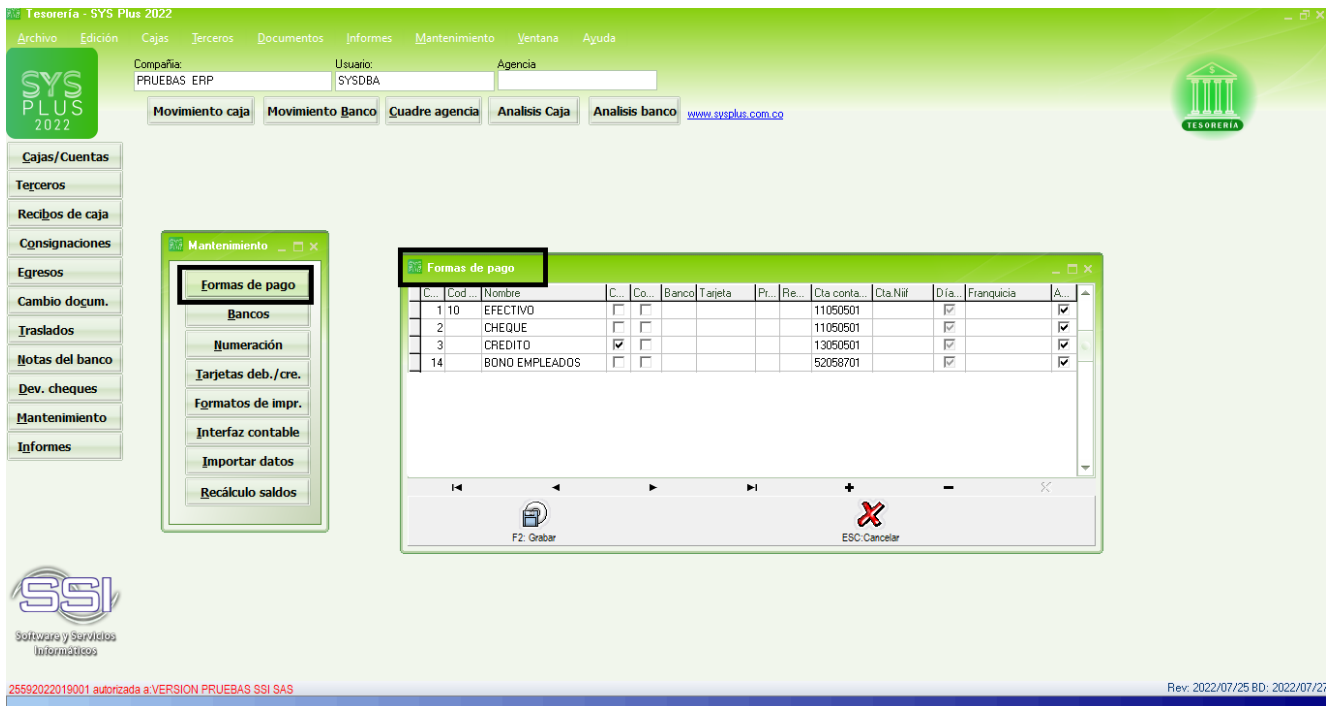 Tesorería - SYS Plus 2022
Archivo Edición Cajas Terceros Documentos Informes Mantenimiento Ventana Ayuda
SYS
PLUS
2022
Compañia: Usuario: Agencia
PRUEBAS ERP SYSDBA
Movimiento caja Movimiento Banco Cuadre agencia Analisis Caja Analisis banco www.sysplus.com.co
TESORERÍA
Cajas/Cuentas
Terceros
Recibos de caja
Consignaciones
Egresos
Cambio docum.
Traslados
Notas del banco
Dev. cheques
Mantenimiento
Informes
Mantenimiento
Formas de pago
Bancos
Numeración
Tarjetas deb./cre.
Formatos de impr.
Interfaz contable
Importar datos
Recálculo saldos
Formas de pago
C... Cod ... Nombre C... Co... Banco Tarjeta Pr... Re... Cta conta... Cta.Niif Día... Franquicia A...
1 10 EFECTIVO 11050501
2 CHEQUE 11050501
3 CREDITO 13050501
14 BONO EMPLEADOS 52058701
F2: Grabar ESC:Cancelar
SSI
Software y Servicios
Informáticos
25592022019001 autorizada a:VERSION PRUEBAS SSI SAS
Rev: 2022/07/25 BD: 2022/07/27